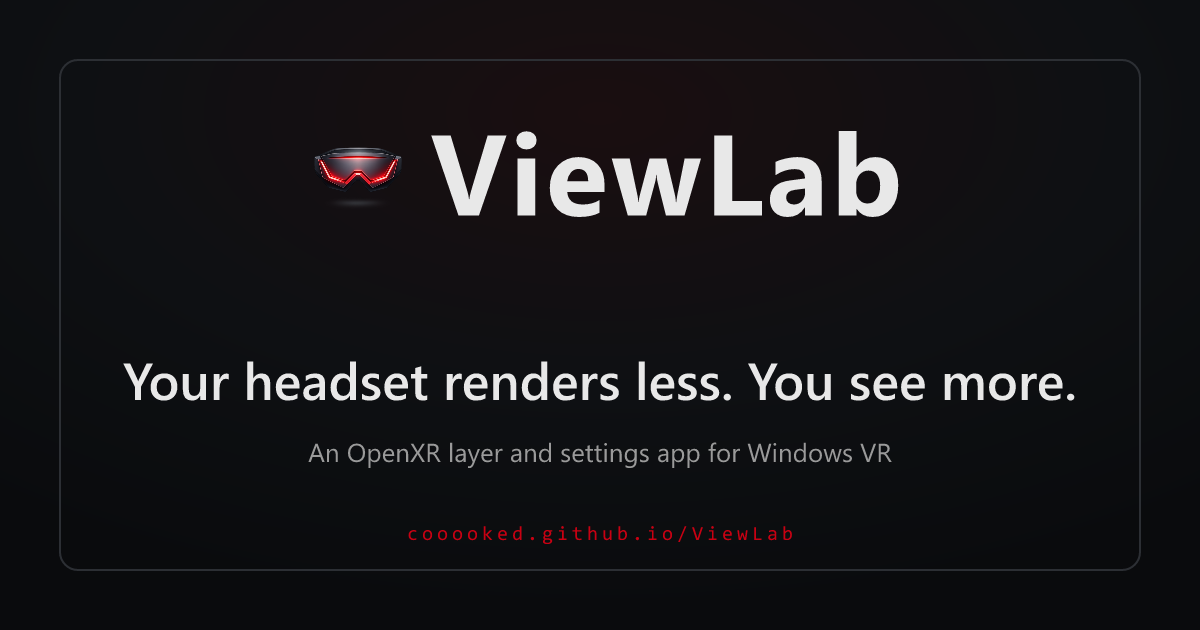 ViewLab
Your headset renders less. You see more.
An OpenXR layer and settings app for Windows VR
cooooked.github.io/ViewLab